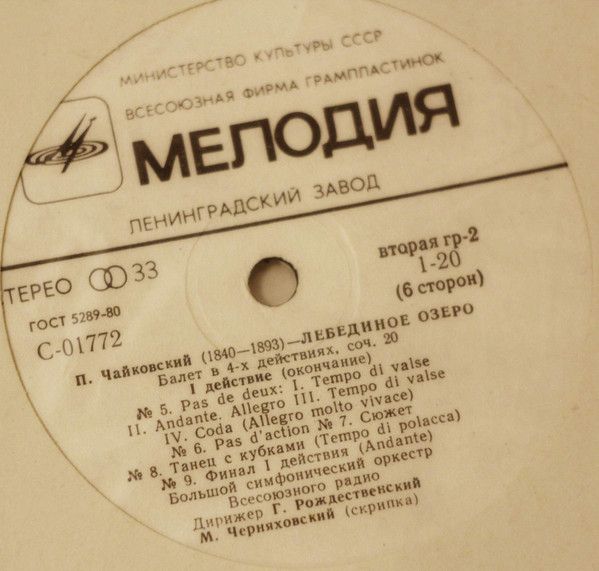 МИНИСТЕРСТВО КУЛЬТУРЫ СССР
ВСЕСОЮЗНАЯ ФИРМА ГРАМПЛАСТИНОК
МЕЛОДИЯ
ЛЕНИНГРАДСКИЙ ЗАВОД
ТЕРЕО 33
ГОСТ 5289-80
С-01772
вторая гр-2
1-20
(6 сторон)
П. Чайковский (1840—1893)—ЛЕБЕДИНОЕ ОЗЕРО
Балет в 4-х действиях, соч. 20
I действие (окончание)
№ 5. Pas de deux: I. Tempo di valse
II. Andante. Allegro III. Tempo di valse
IV. Coda (Allegro molto vivace)
№ 6. Pas d'action № 7. Сюжет
№ 8. Танец с кубками (Tempo di polacca)
№ 9. Финал I действия (Andante)
Большой симфонический оркестр
Всесоюзного радио
Дирижер Г. Рождественский
М. Черняховский (скрипка)